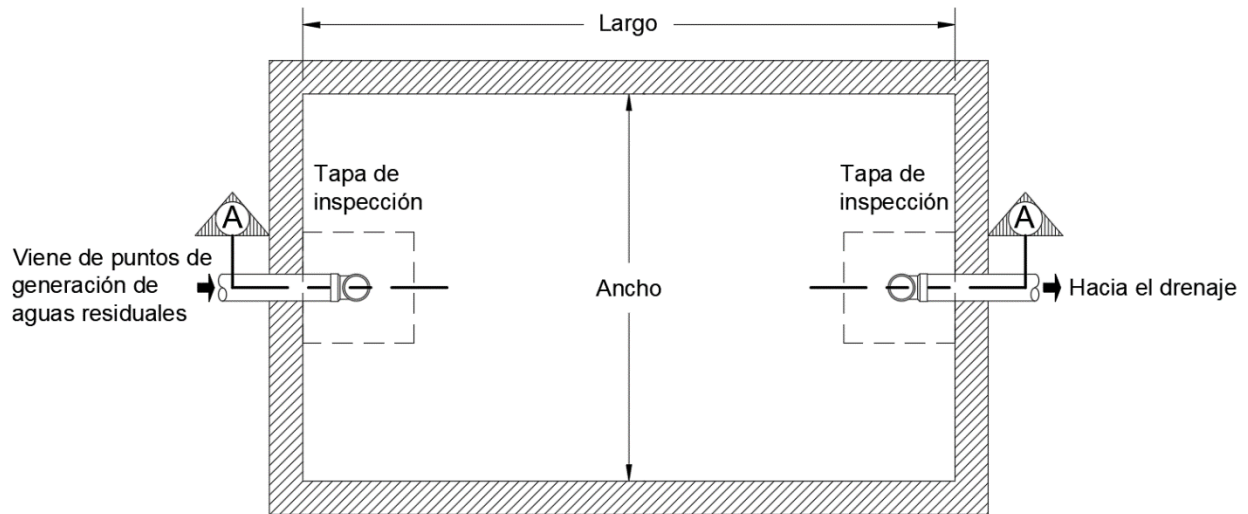 Largo
Tapa de
inspección
Tapa de
inspección
A
A
Viene de puntos de
generación de
aguas residuales
Ancho
Hacia el drenaje